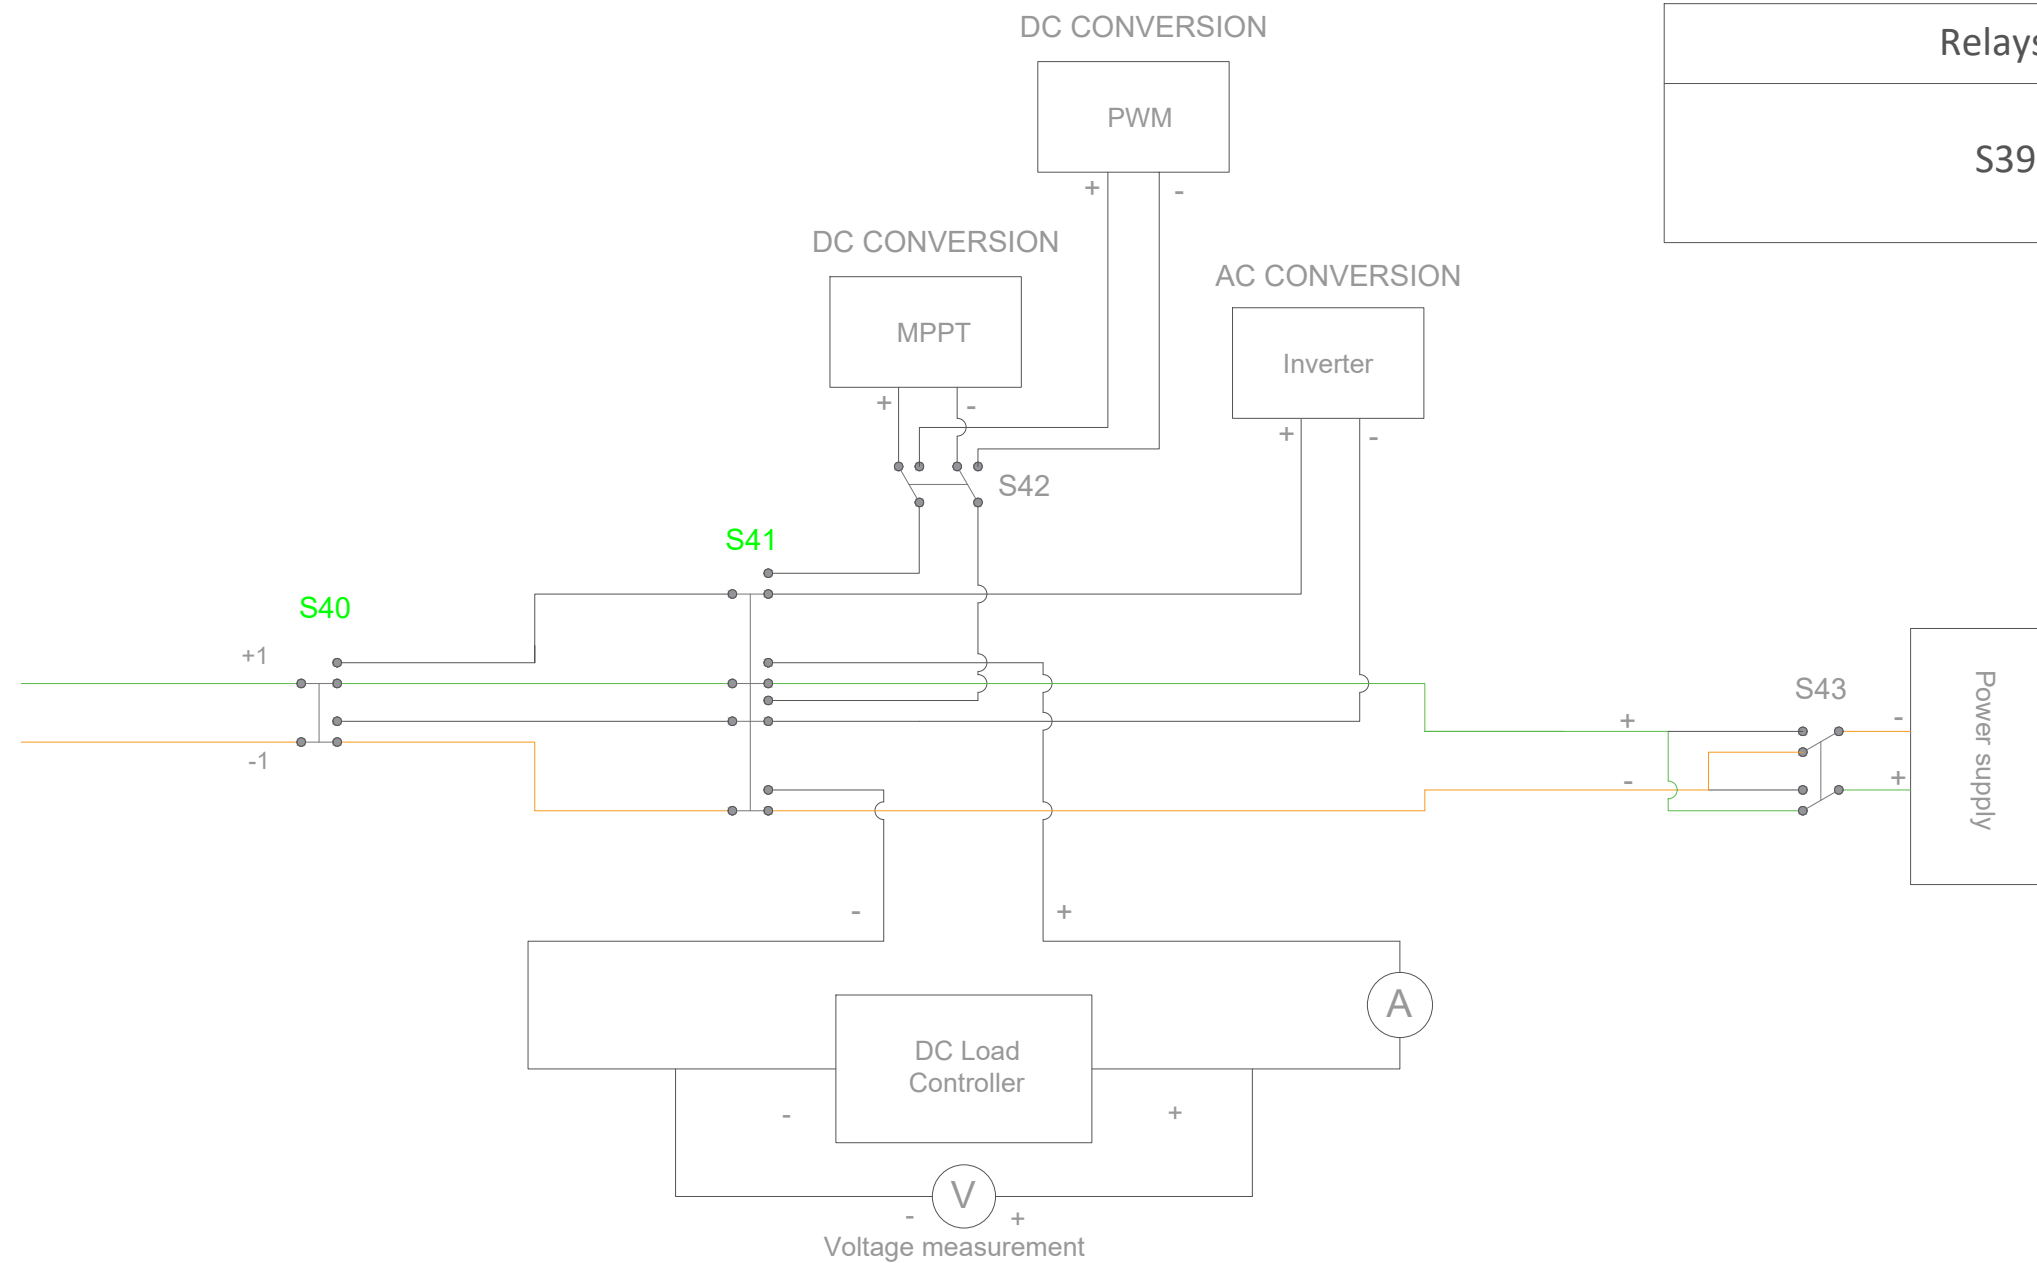 DC CONVERSION
Relays
PWM
S39
+
-
DC CONVERSION
AC CONVERSION
MPPT
Inverter
+
-
+
-
S42
S41
S40
+1
-1
S43
+
-
-
+
Power supply
-
+
A
DC Load
Controller
-
+
V
-
+
Voltage measurement